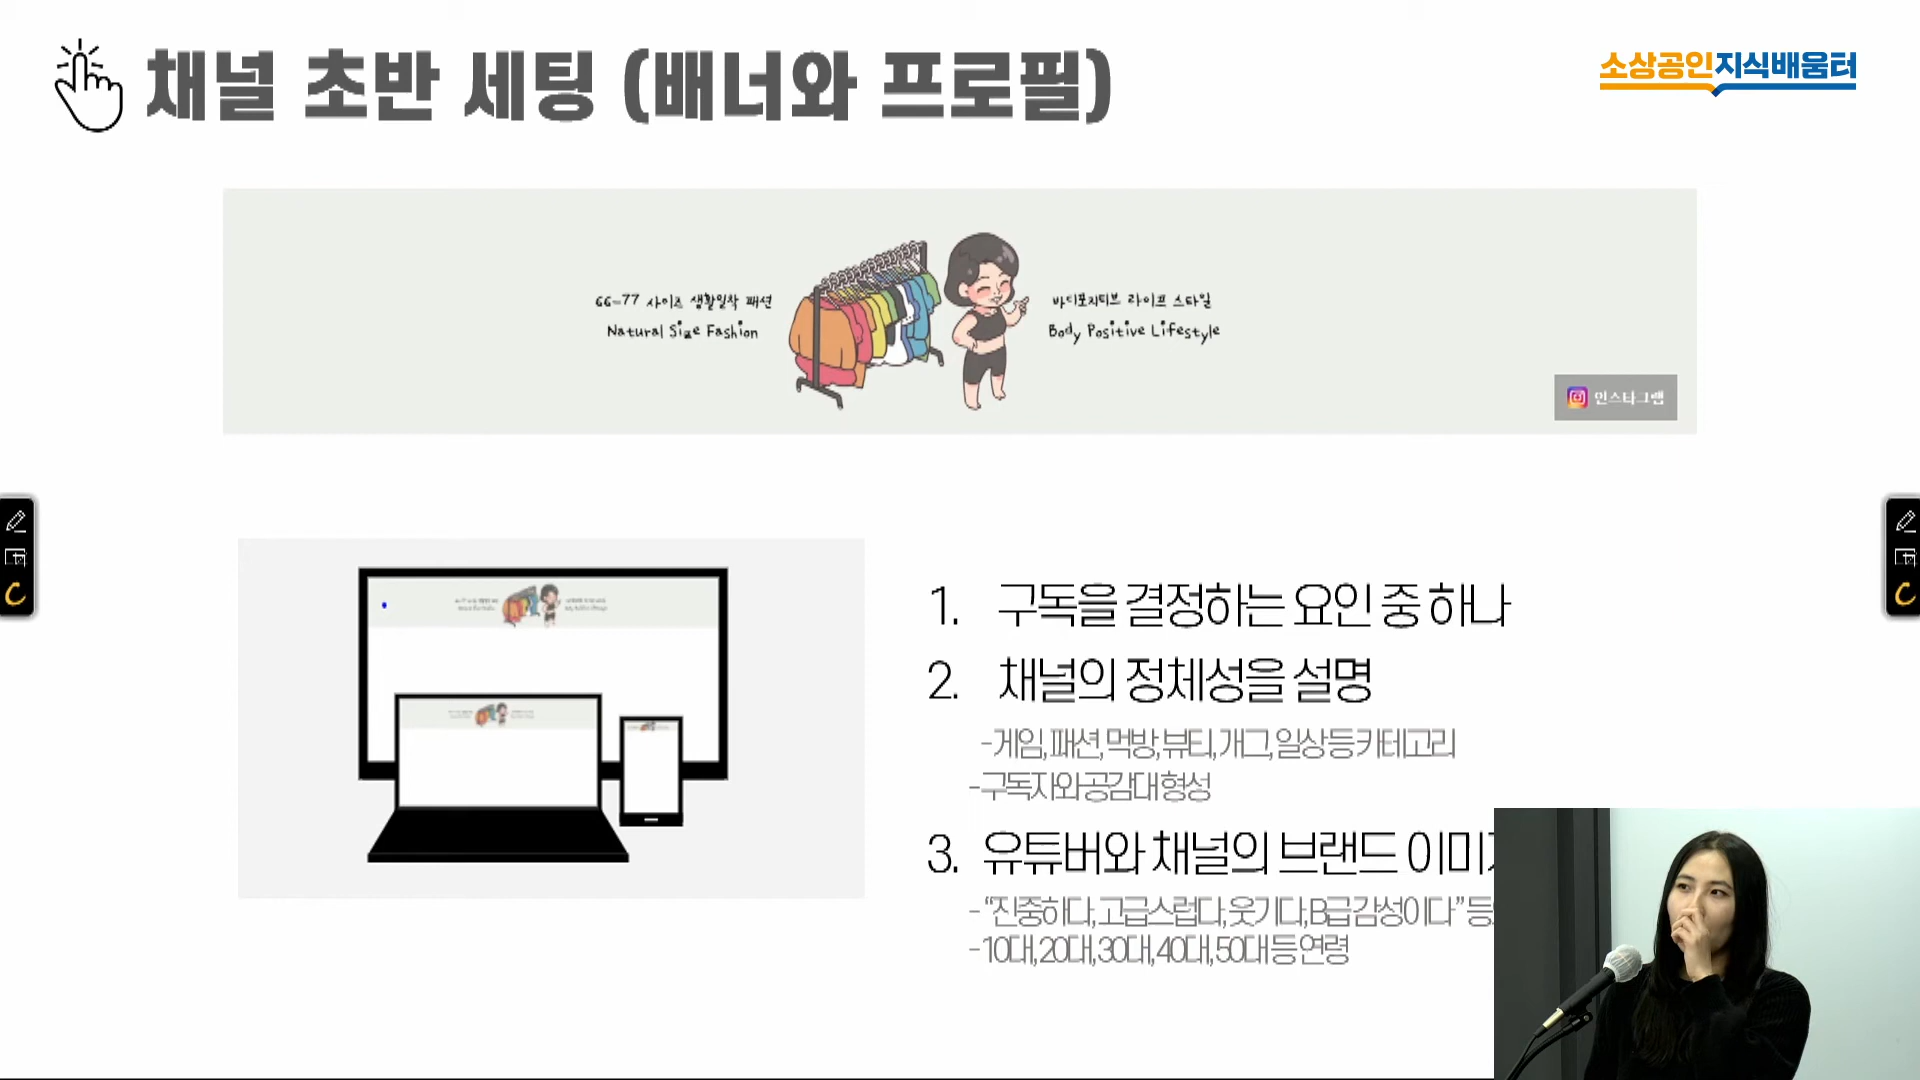 채널 초반 세팅 (배너와 프로필)
소상공인지식배움터
66-77 사이즈 생활밀착 패션
Natural Size Fashion
바디포지티브 라이프 스타일
Body Positive Lifestyle
인스타그램
1. 구독을 결정하는 요인 중 하나
2. 채널의 정체성을 설명
-게임, 패션, 먹방, 뷰티, 개그, 일상 등 카테고리
-구독자와 공감대 형성
3. 유튜버와 채널의 브랜드 이미
- “진중하다, 고급스럽다, 웃기다, B급 감성이다” 등
- 10대, 20대, 30대, 40대, 50대 등 연령